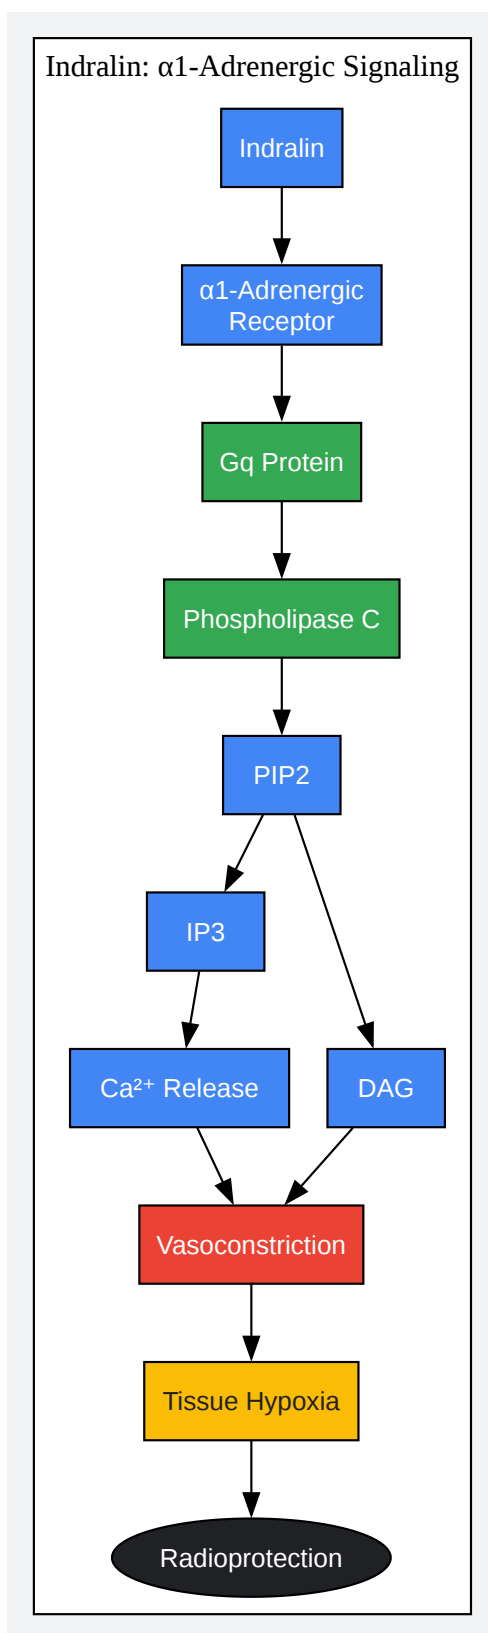 Indralin: α1-Adrenergic Signaling
Indralin
α1-Adrenergic
Receptor
Gq Protein
Phospholipase C
PIP2
IP3
Ca²⁺ Release
DAG
Vasoconstriction
Tissue Hypoxia
Radioprotection